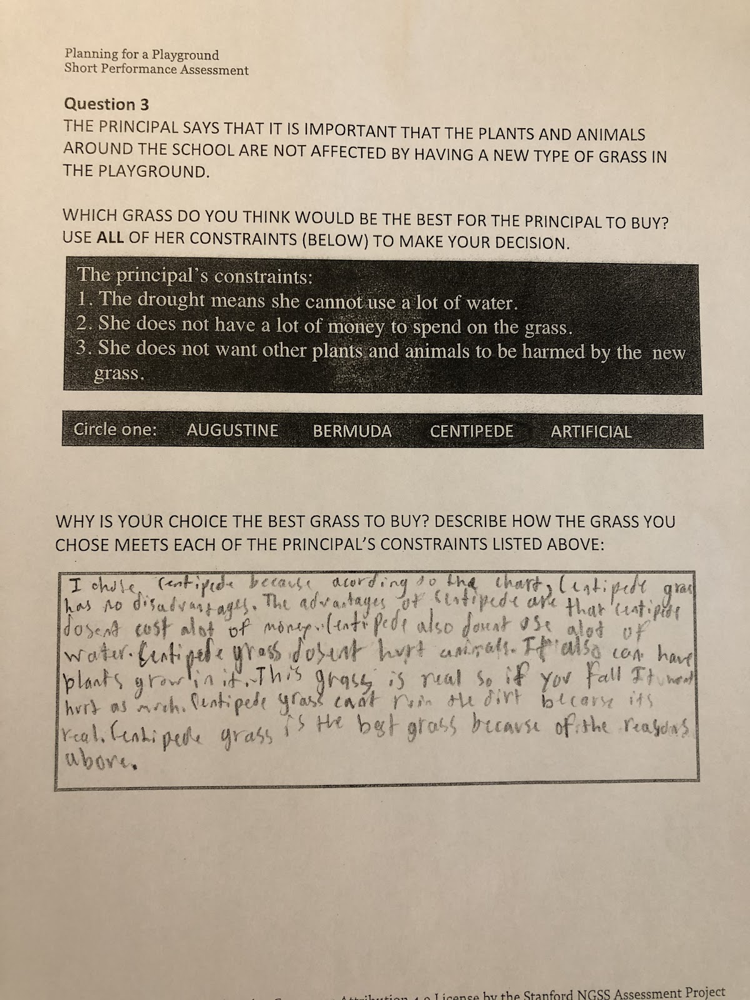 Planning for a Playground
Short Performance Assessment
Question 3
THE PRINCIPAL SAYS THAT IT IS IMPORTANT THAT THE PLANTS AND ANIMALS
AROUND THE SCHOOL ARE NOT AFFECTED BY HAVING A NEW TYPE OF GRASS IN
THE PLAYGROUND.
WHICH GRASS DO YOU THINK WOULD BE THE BEST FOR THE PRINCIPAL TO BUY?
USE ALL OF HER CONSTRAINTS (BELOW) TO MAKE YOUR DECISION.
The principal's constraints:
1. The drought means she cannot use a lot of water.
2. She does not have a lot of money to spend on the grass.
3. She does not want other plants and animals to be harmed by the new
grass.
Circle one: AUGUSTINE BERMUDA CENTIPEDE ARTIFICIAL
WHY IS YOUR CHOICE THE BEST GRASS TO BUY? DESCRIBE HOW THE GRASS YOU
CHOSE MEETS EACH OF THE PRINCIPAL'S CONSTRAINTS LISTED ABOVE:
I chose Centipede because acording to the chart, Centipede gras
has no disadvantages. The advantages of Centipede are that centipede
dosent cost alot of money. Centipede also dosent use alot of
water. Centipede grass dosent hurt animals. It also can have
plants grow in it. This grass is real so if you fall It wont
hurt as much. Centipede grass cant ruin the dirt because its
real. Centipede grass is the best grass because of the reasons
above.
Attribution 4.0 License by the Stanford NGSS Assessment Project